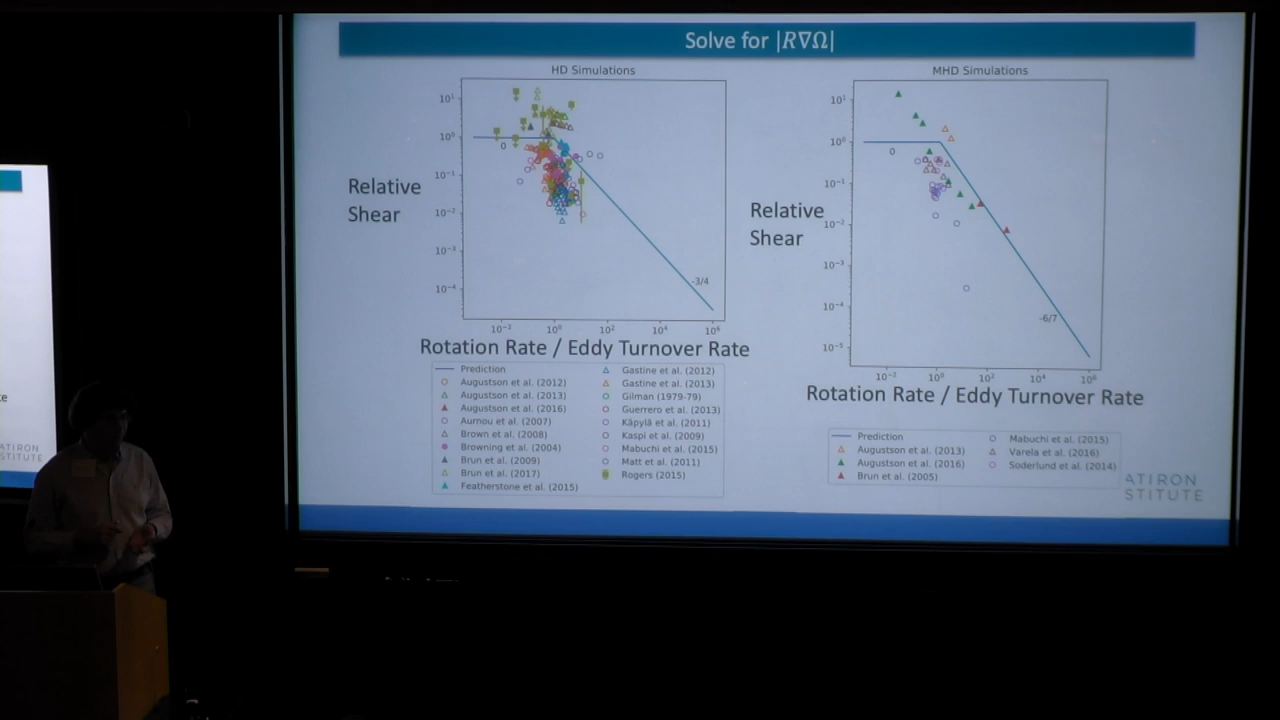 Solve for |R∇Ω|
HD Simulations
10¹
10⁰
10⁻¹
10⁻²
10⁻³
10⁻⁴
0
-3/4
Relative
Shear
10⁻²
10⁰
10²
10⁴
10⁶
Rotation Rate / Eddy Turnover Rate
Prediction
Augustson et al. (2012)
Augustson et al. (2013)
Augustson et al. (2016)
Aurnou et al. (2007)
Brown et al. (2008)
Browning et al. (2004)
Brun et al. (2009)
Brun et al. (2017)
Featherstone et al. (2015)
Gastine et al. (2012)
Gastine et al. (2013)
Gilman (1979-79)
Guerrero et al. (2013)
Käpylä et al. (2011)
Kaspi et al. (2009)
Mabuchi et al. (2015)
Matt et al. (2011)
Rogers (2015)
MHD Simulations
10¹
10⁰
10⁻¹
10⁻²
10⁻³
10⁻⁴
10⁻⁵
0
-6/7
Relative
Shear
10⁻²
10⁰
10²
10⁴
10⁶
Rotation Rate / Eddy Turnover Rate
Prediction
Augustson et al. (2013)
Augustson et al. (2016)
Brun et al. (2005)
Mabuchi et al. (2015)
Varela et al. (2016)
Soderlund et al. (2014)
ATIRON
STITUTE
e
ATIRON
STITUTE